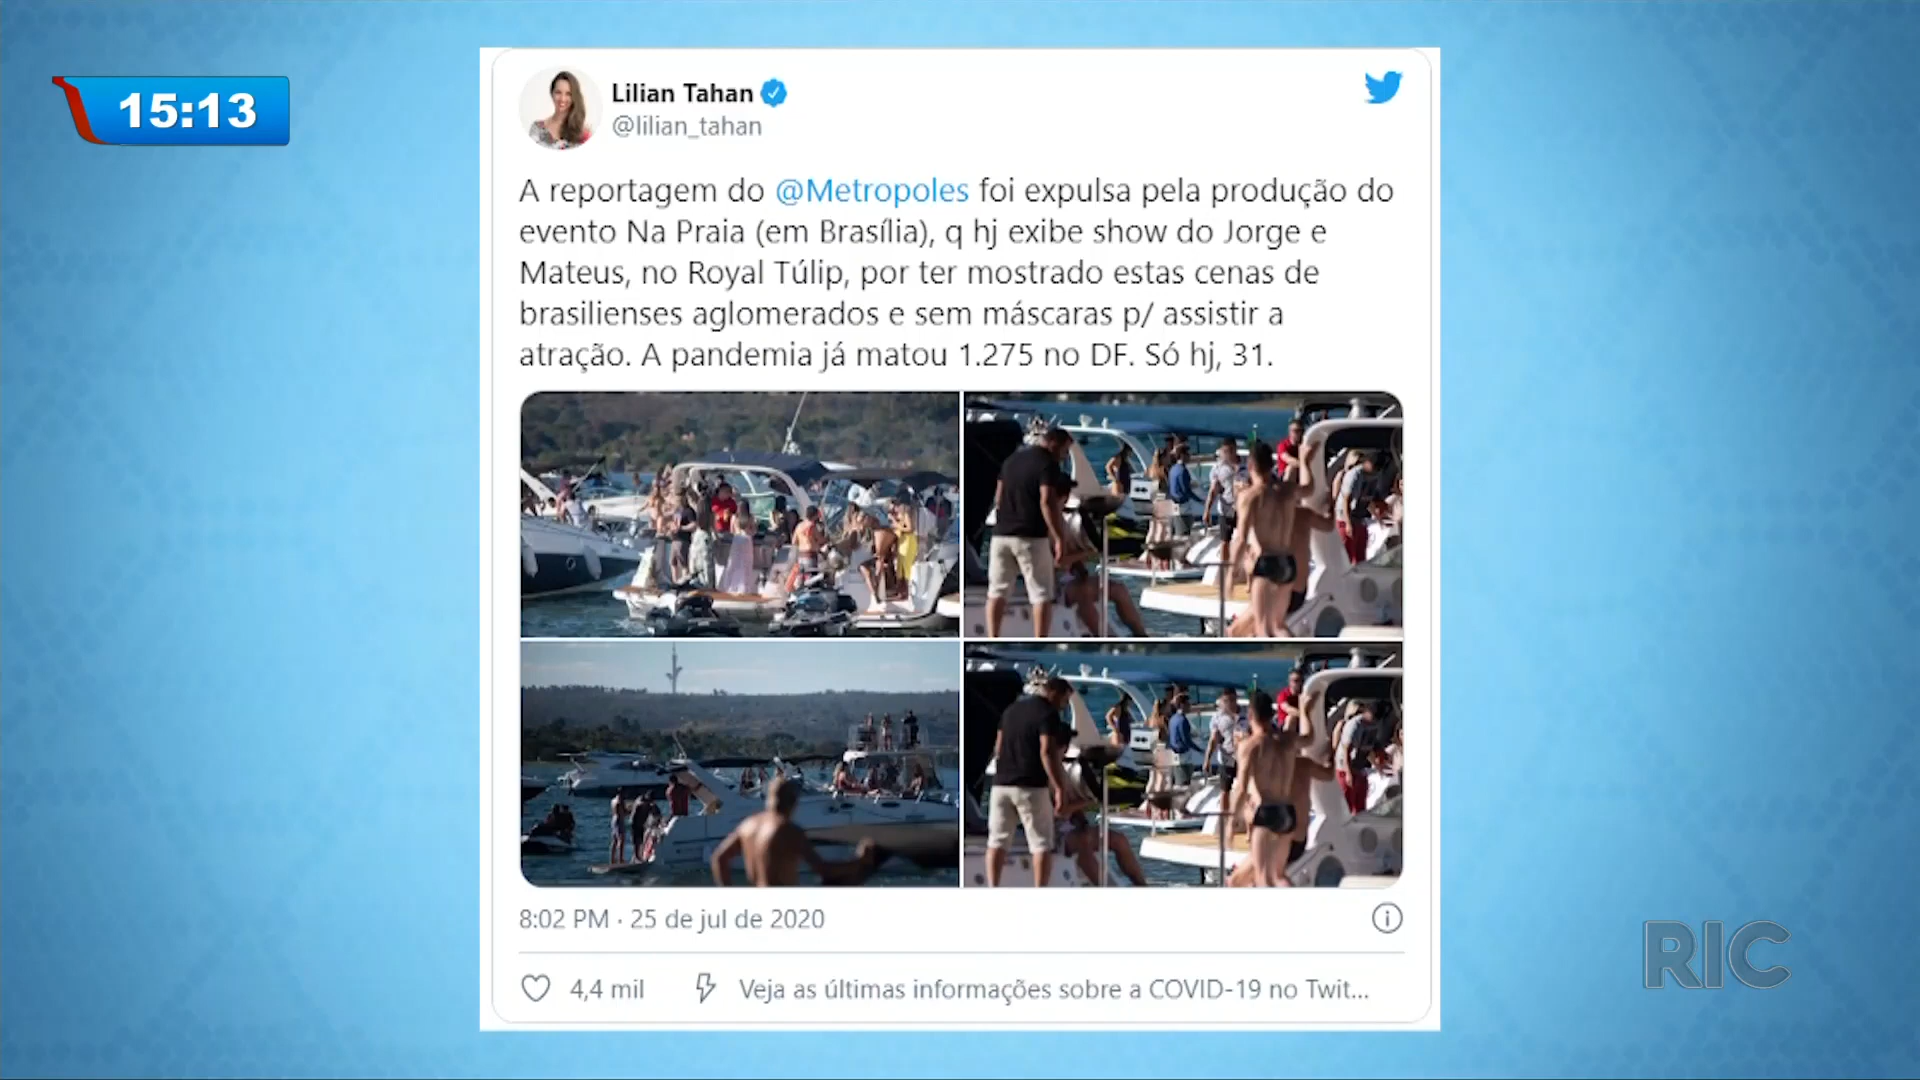 15:13
Lilian Tahan
@lilian_tahan
A reportagem do @Metropoles foi expulsa pela produção do
evento Na Praia (em Brasília), q hj exibe show do Jorge e
Mateus, no Royal Túlip, por ter mostrado estas cenas de
brasilienses aglomerados e sem máscaras p/ assistir a
atração. A pandemia já matou 1.275 no DF. Só hj, 31.
8:02 PM · 25 de jul de 2020
4,4 mil
Veja as últimas informações sobre a COVID-19 no Twit...
RIC